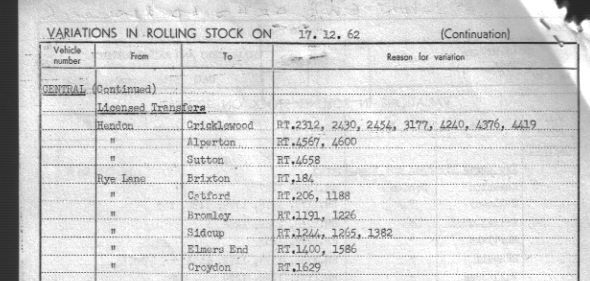 VARIATIONS IN ROLLING STOCK ON 17. 12. 62 (Continuation)
Vehicle number From To Reason for variation
CENTRAL (Continued)
Licensed Transfers
Hendon Cricklewood RT.2312, 2430, 2454, 3177, 4240, 4376, 4419
" Alperton RT.4567, 4600
" Sutton RT.4658
Rye Lane Brixton RT.184
" Catford RT.206, 1188
" Bromley RT.1191, 1226
" Sidcup RT.1244, 1265, 1382
" Elmers End RT.1400, 1586
" Croydon RT.1629